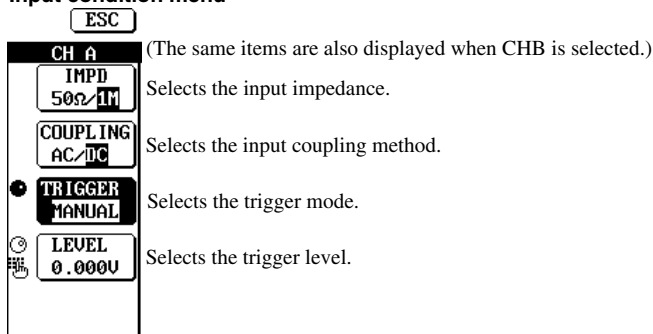 Input condition menu
ESC
CH A
(The same items are also displayed when CHB is selected.)
IMPD
50Ω/1M
Selects the input impedance.
COUPLING
AC/DC
Selects the input coupling method.
TRIGGER
MANUAL
Selects the trigger mode.
LEVEL
0.000V
Selects the trigger level.